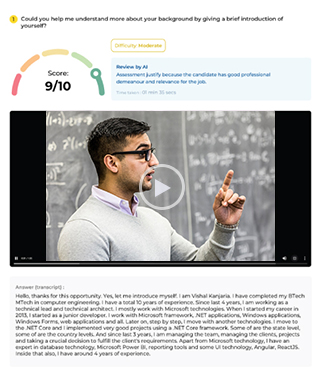 1 Could you help me understand more about your background by giving a brief introduction of
yourself?
Difficulty: Moderate
Score:
9/10
Review by AI
Assessment justify because the candidate has good professional
demeanour and relevance for the job.
01 min 35 secs
Answer (transcript) :
Hello, thanks for this opportunity. Yes, let me introduce myself. I am Vishal Kanjaria. I have completed my BTech
MTech in computer engineering. I have a total 10 years of experience. Since last 4 years, I am working as a
technical lead and technical architect. I mostly work with Microsoft technologies. When I started my career in
2013, I started as a junior developer. I work with Microsoft framework, .NET applications, Windows applications,
Windows Forms, web applications and all. Later on, step by step, I move with another technologies. I move to
the .NET Core and I implemented very good projects using a .NET Core framework. Some of are the state level,
some of are the country levels. And since last 3 years, I am managing the team, managing the clients, projects
and taking a crucial decision to fulfill the client's requirements. Apart from Microsoft technology, I have an
expert in database technology, Microsoft Power BI, reporting tools and some UI technology, Angular, ReactJS.
Inside that also, I have around 4 years of experience.